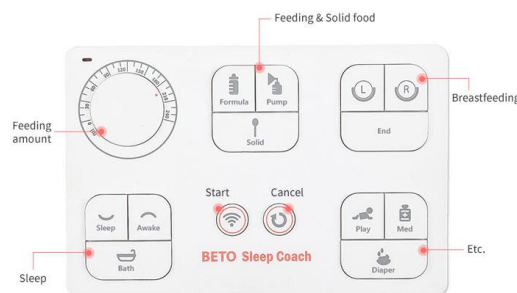 Feeding & Solid food
Formula
Pump
Solid
L
R
End
Breastfeeding
Feeding
amount
Start
Cancel
Sleep
Awake
Bath
BETO Sleep Coach
Play
Med
Diaper
Etc.
Sleep